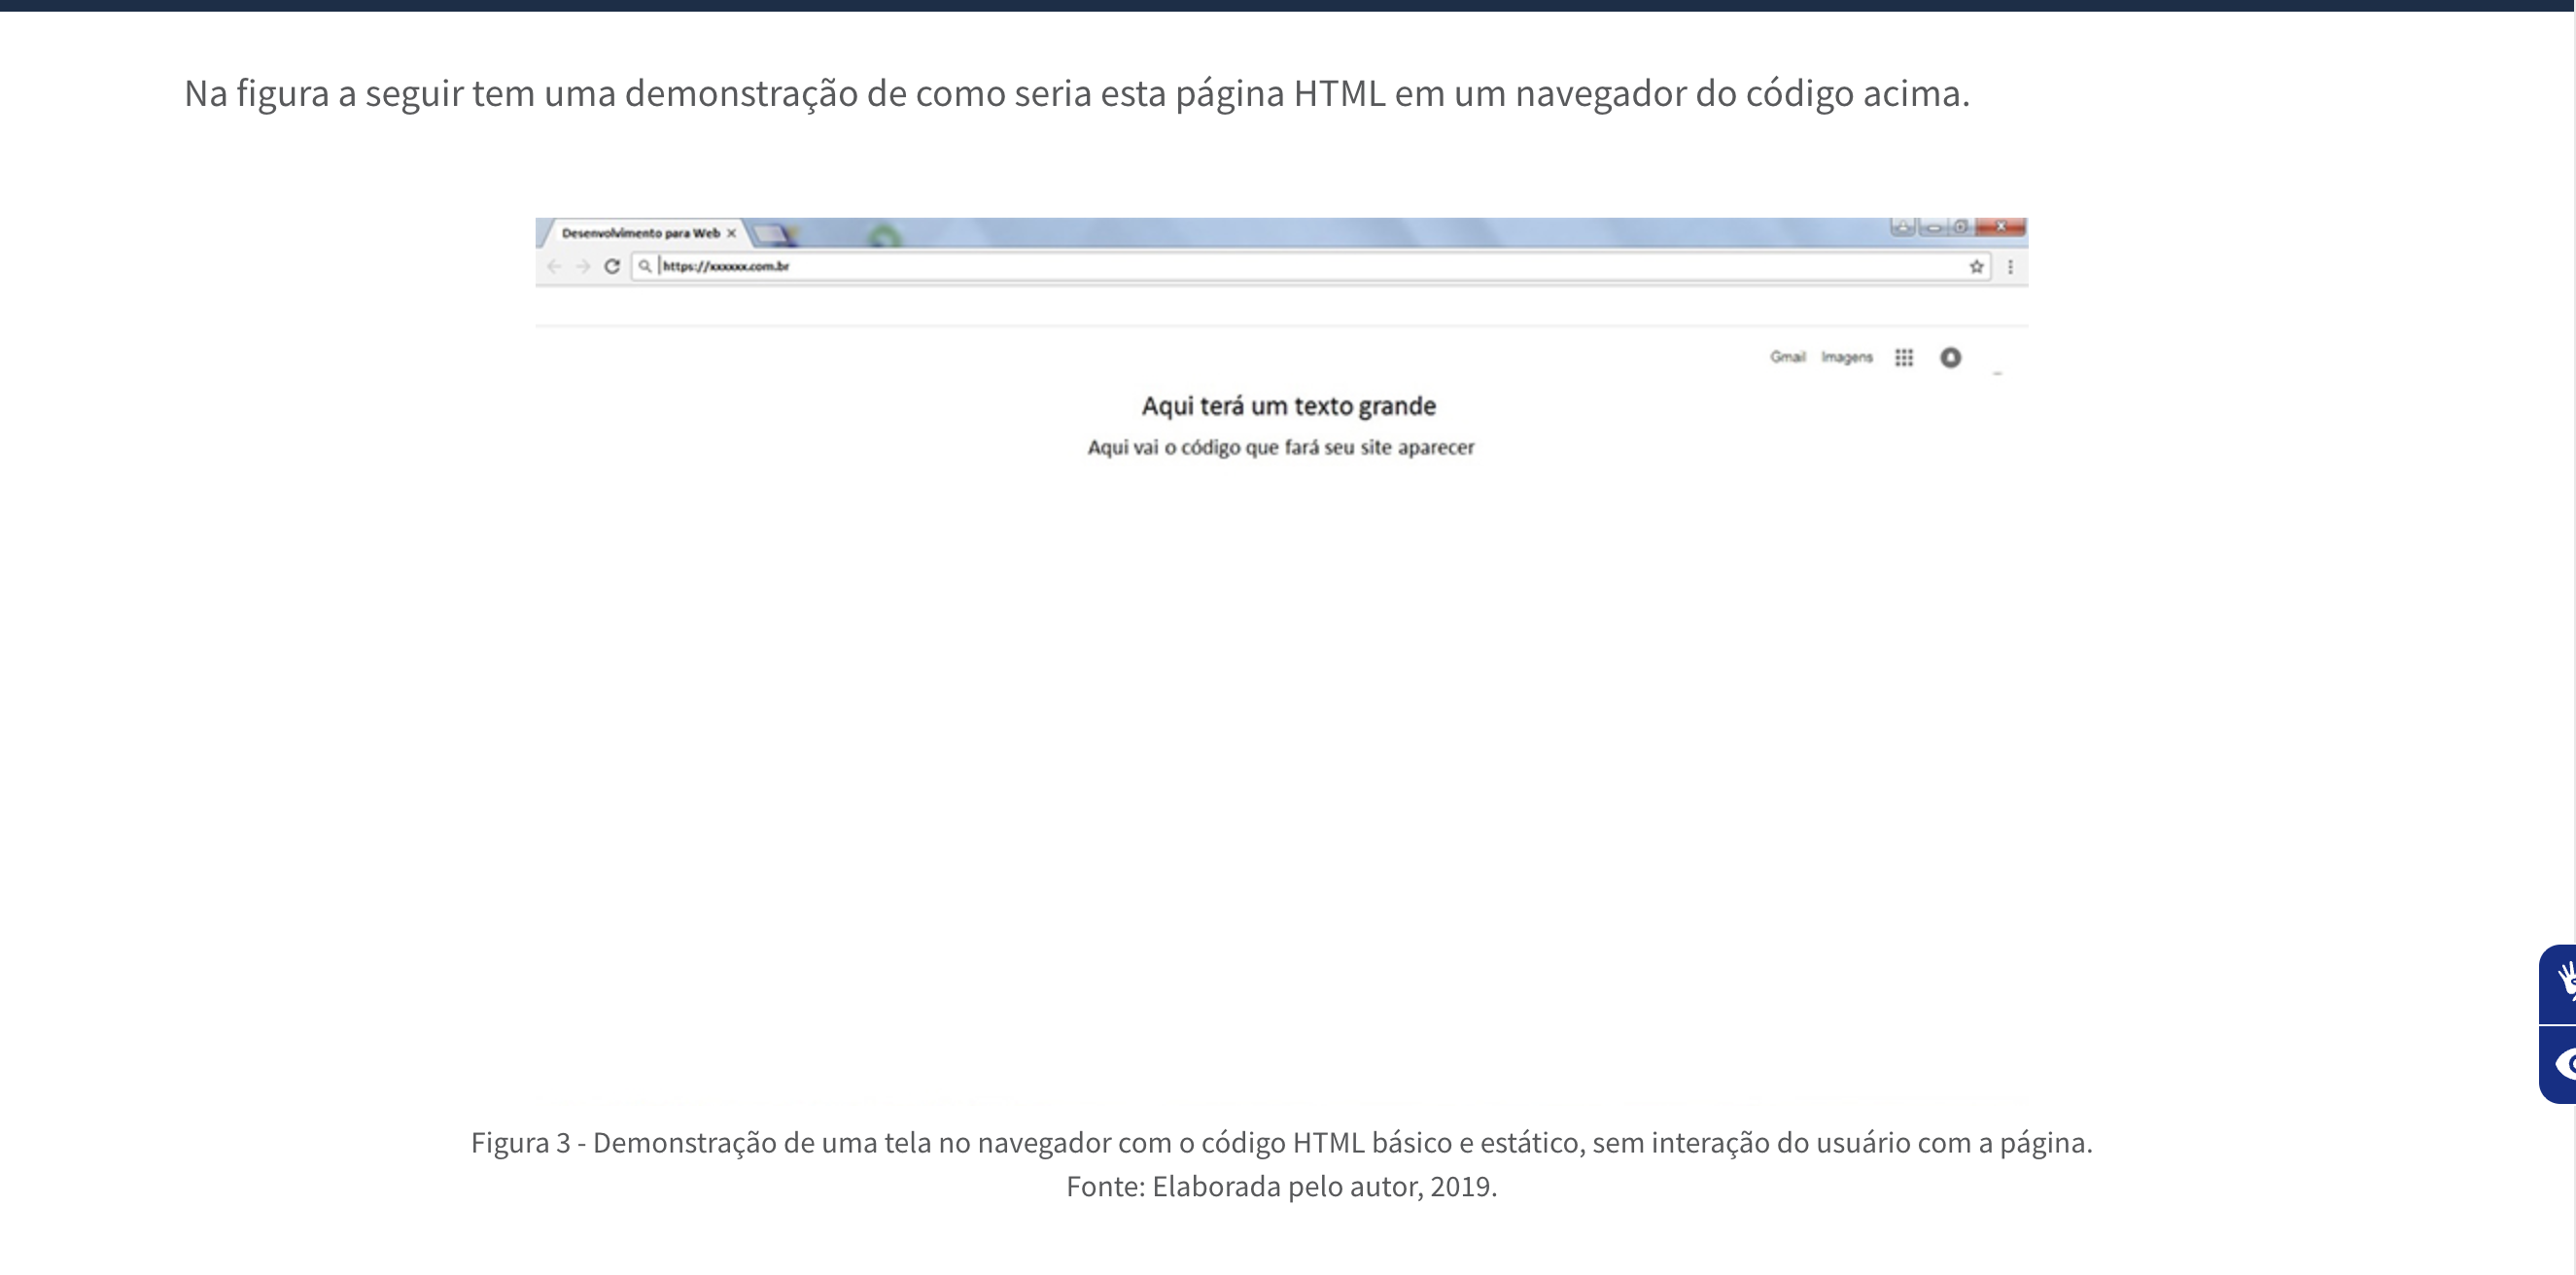 Na figura a seguir tem uma demonstração de como seria esta página HTML em um navegador do código acima.
Desenvolvimento para Web
https://xxxxxx.com.br
Gmail Imagens
Aqui terá um texto grande
Aqui vai o código que fará seu site aparecer
Figura 3 - Demonstração de uma tela no navegador com o código HTML básico e estático, sem interação do usuário com a página.
Fonte: Elaborada pelo autor, 2019.